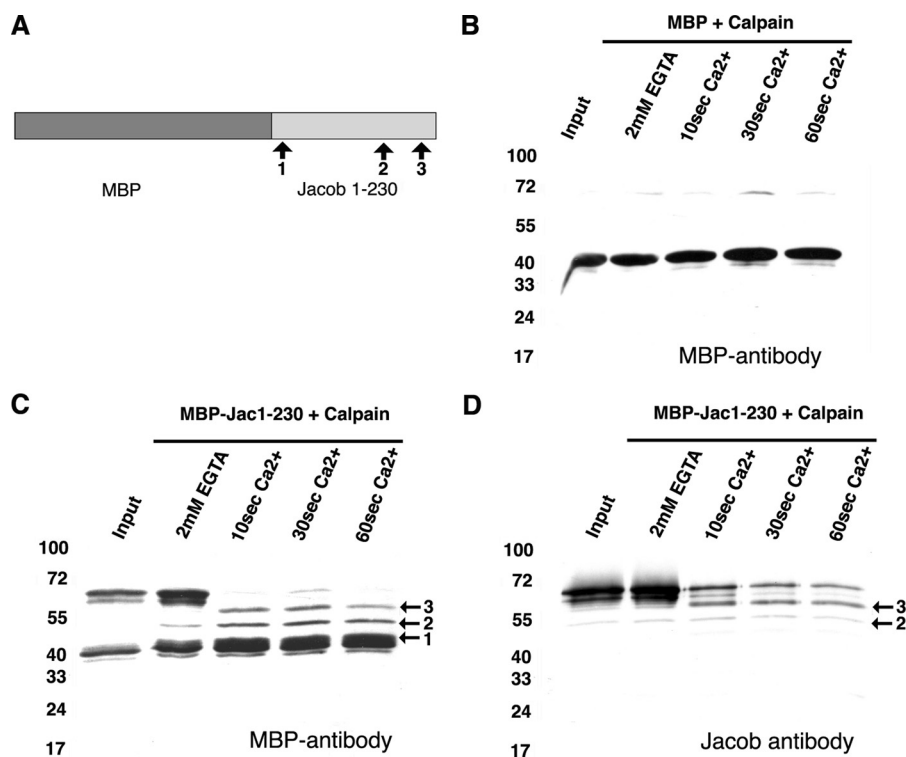 A
1
2
3
MBP
Jacob 1-230
B
MBP + Calpain
Input
2mM EGTA
10sec Ca2+
30sec Ca2+
60sec Ca2+
100
72
55
40
33
24
17
MBP-antibody
C
MBP-Jac1-230 + Calpain
Input
2mM EGTA
10sec Ca2+
30sec Ca2+
60sec Ca2+
100
72
55
40
33
24
17
3
2
1
MBP-antibody
D
MBP-Jac1-230 + Calpain
Input
2mM EGTA
10sec Ca2+
30sec Ca2+
60sec Ca2+
100
72
55
40
33
24
17
3
2
Jacob antibody